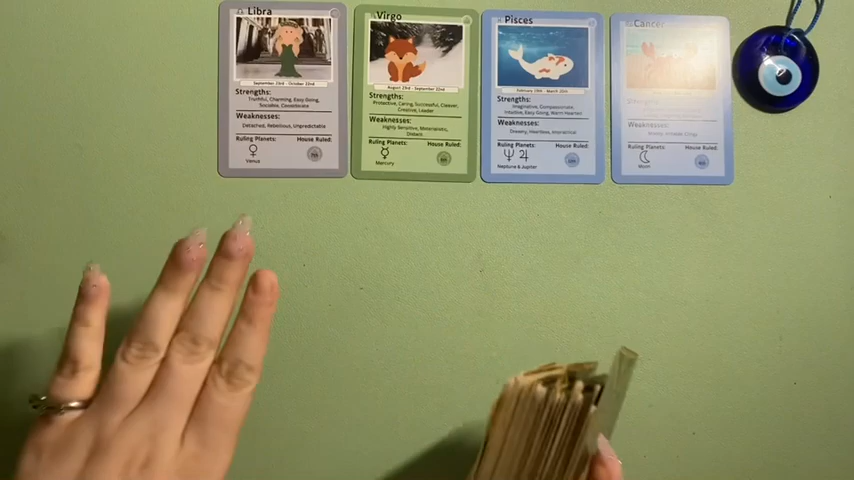 Libra
September 23rd - October 22nd
Strengths:
Truthful, Charming, Easy Going,
Sociable, Considerate
Weaknesses:
Detached, Rebellious, Unpredictable
Ruling Planets:
House Ruled:
Venus
Virgo
August 23rd - September 22nd
Strengths:
Protective, Caring, Successful, Cleaver,
Creative, Leader
Weaknesses:
Highly Sensitive, Materialistic,
Ruling Planets:
House Ruled:
Mercury
Pisces
February 19th - March 20th
Strengths:
Imaginative, Compassionate,
Intuitive, Easy Going, Warm Hearted
Weaknesses:
Dreamy, Heartless, Impractical
Ruling Planets:
House Ruled:
Neptune & Jupiter
Cancer
Weaknesses:
Ruling Planets:
House Ruled:
Moon